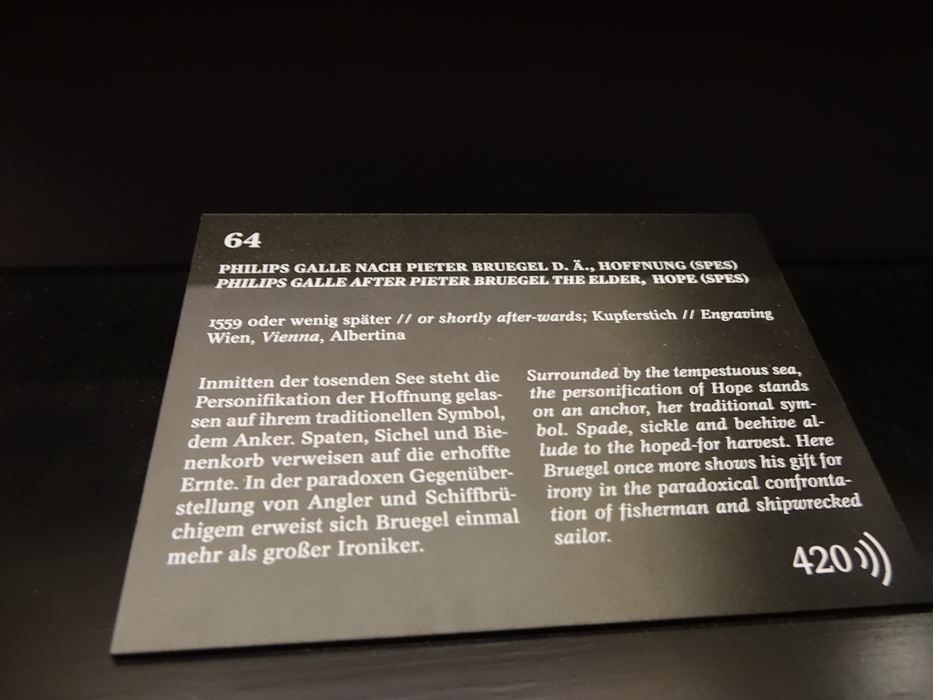 64
PHILIPS GALLE NACH PIETER BRUEGEL D. Ä., HOFFNUNG (SPES)
PHILIPS GALLE AFTER PIETER BRUEGEL THE ELDER, HOPE (SPES)
1559 oder wenig später // or shortly after-wards; Kupferstich // Engraving
Wien, Vienna, Albertina
Inmitten der tosenden See steht die
Personifikation der Hoffnung gelas-
sen auf ihrem traditionellen Symbol,
dem Anker. Spaten, Sichel und Bie-
nenkorb verweisen auf die erhoffte
Ernte. In der paradoxen Gegenüber-
stellung von Angler und Schiffbrü-
chigem erweist sich Bruegel einmal
mehr als großer Ironiker.
Surrounded by the tempestuous sea,
the personification of Hope stands
on an anchor, her traditional sym-
bol. Spade, sickle and beehive al-
lude to the hoped-for harvest. Here
Bruegel once more shows his gift for
irony in the paradoxical confronta-
tion of fisherman and shipwrecked
sailor.
420